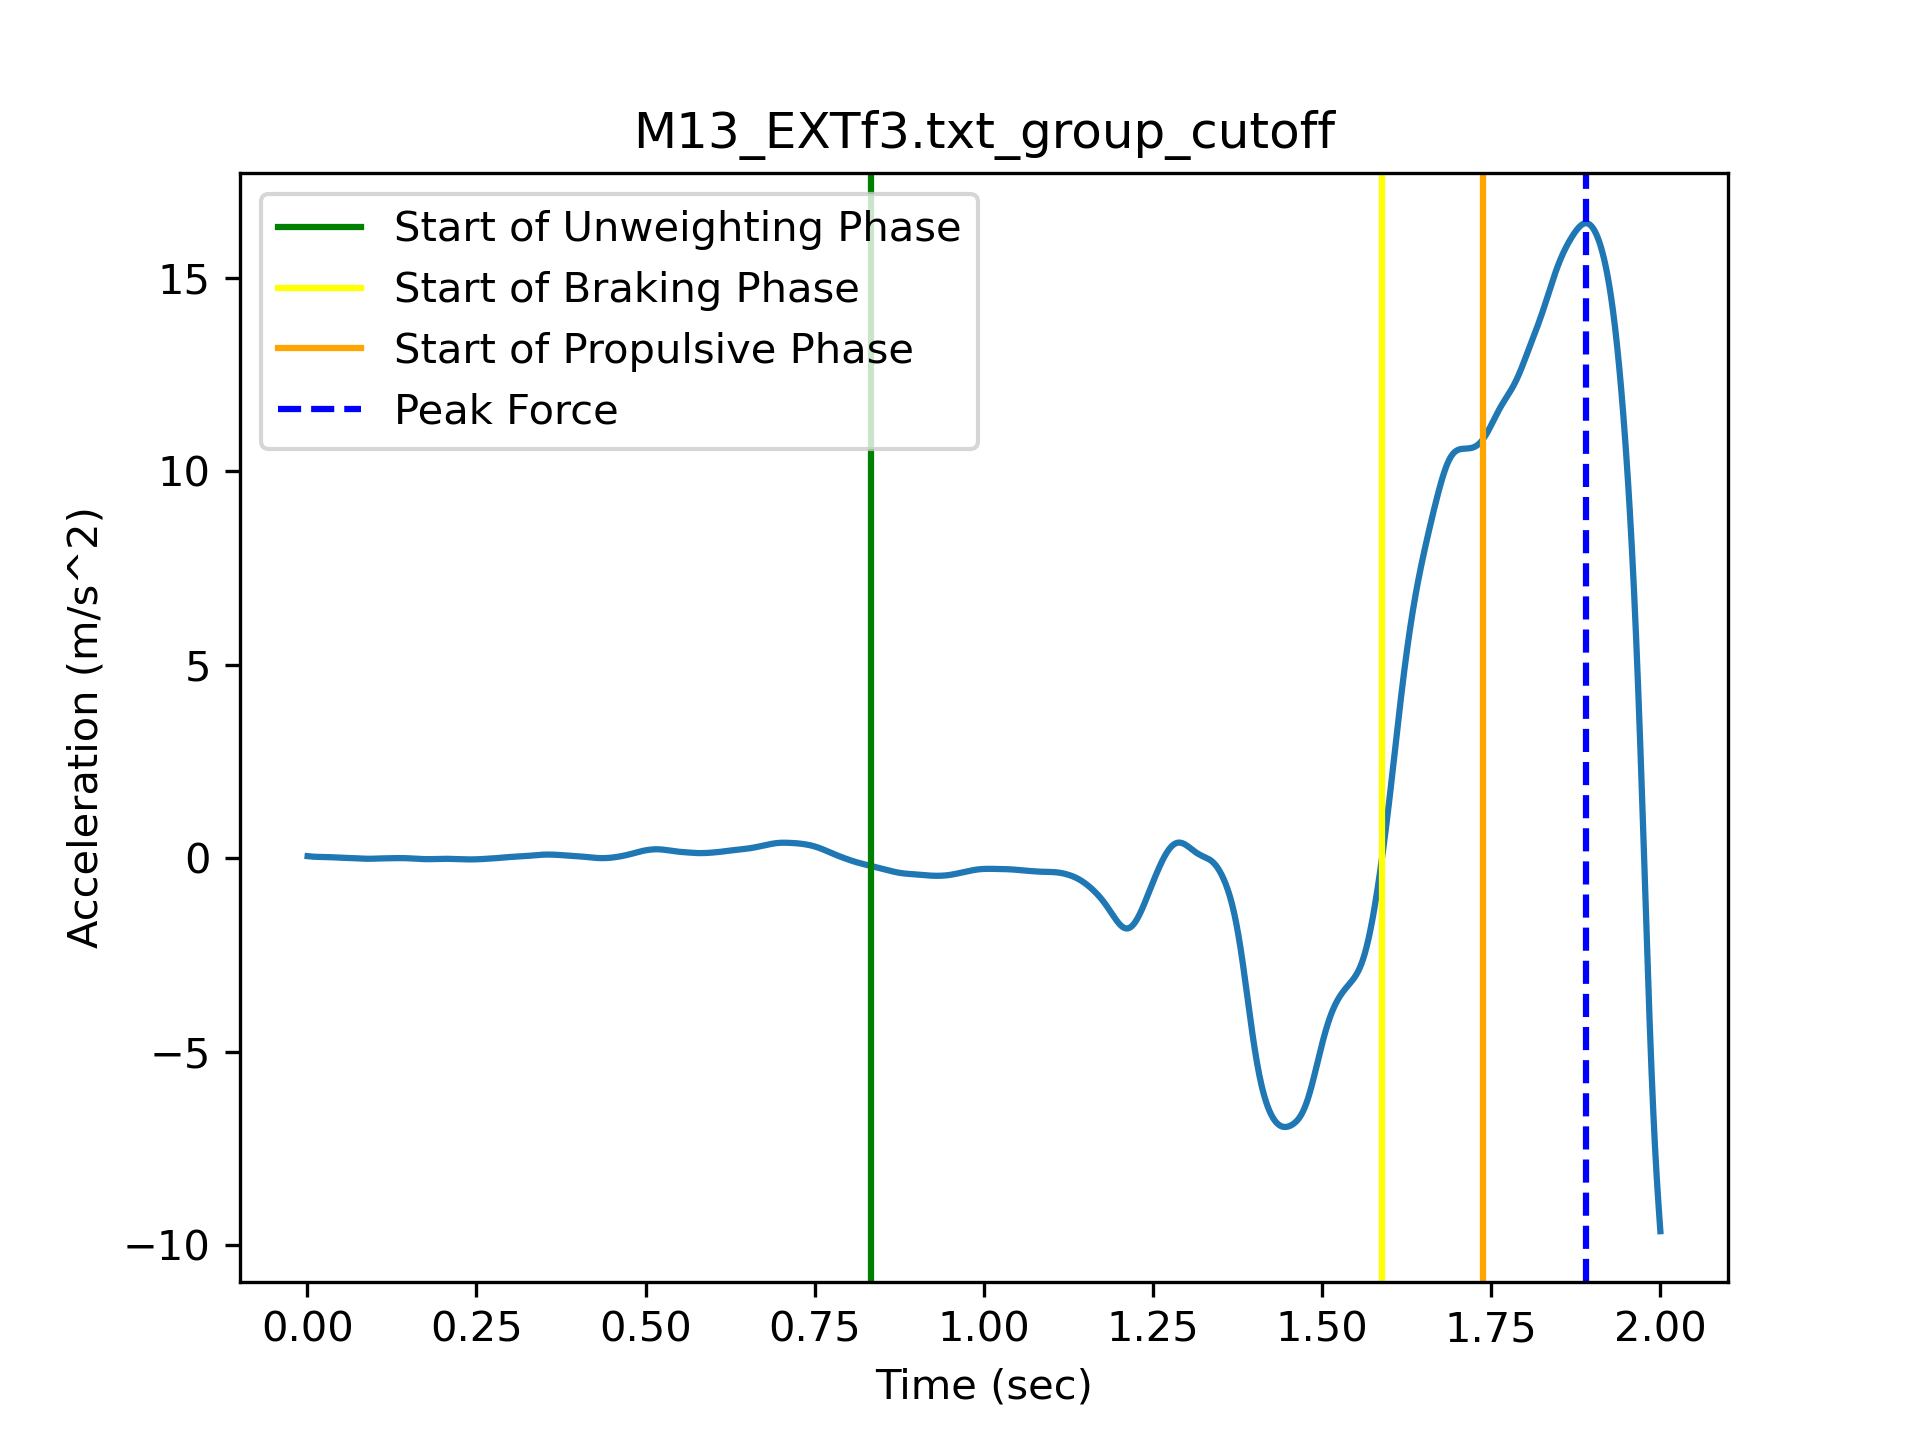 M13_EXTf3.txt_group_cutoff
Start of Unweighting Phase
Start of Braking Phase
Start of Propulsive Phase
Peak Force
Acceleration (m/s^2)
15
10
5
0
−5
−10
0.00 0.25 0.50 0.75 1.00 1.25 1.50 1.75 2.00
Time (sec)